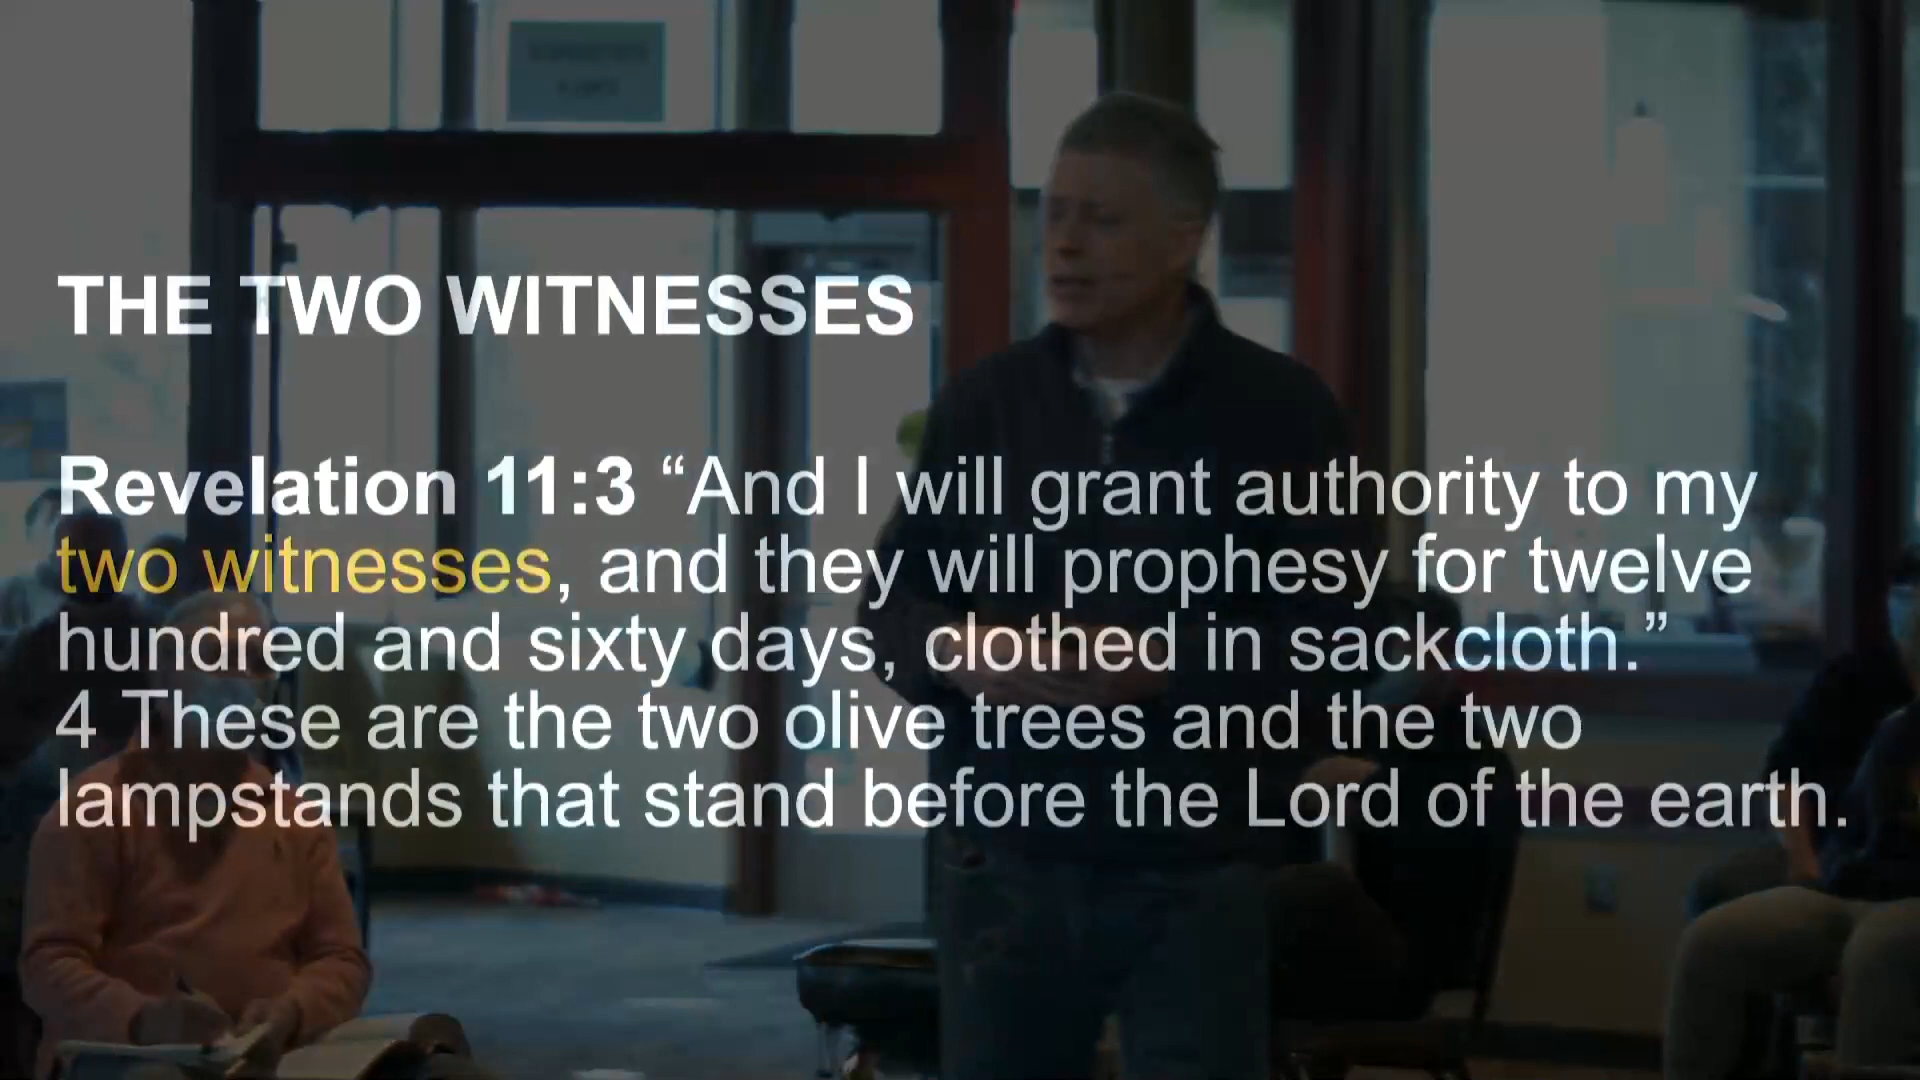 THE TWO WITNESSES
Revelation 11:3 “And I will grant authority to my
two witnesses, and they will prophesy for twelve
hundred and sixty days, clothed in sackcloth.”
4 These are the two olive trees and the two
lampstands that stand before the Lord of the earth.